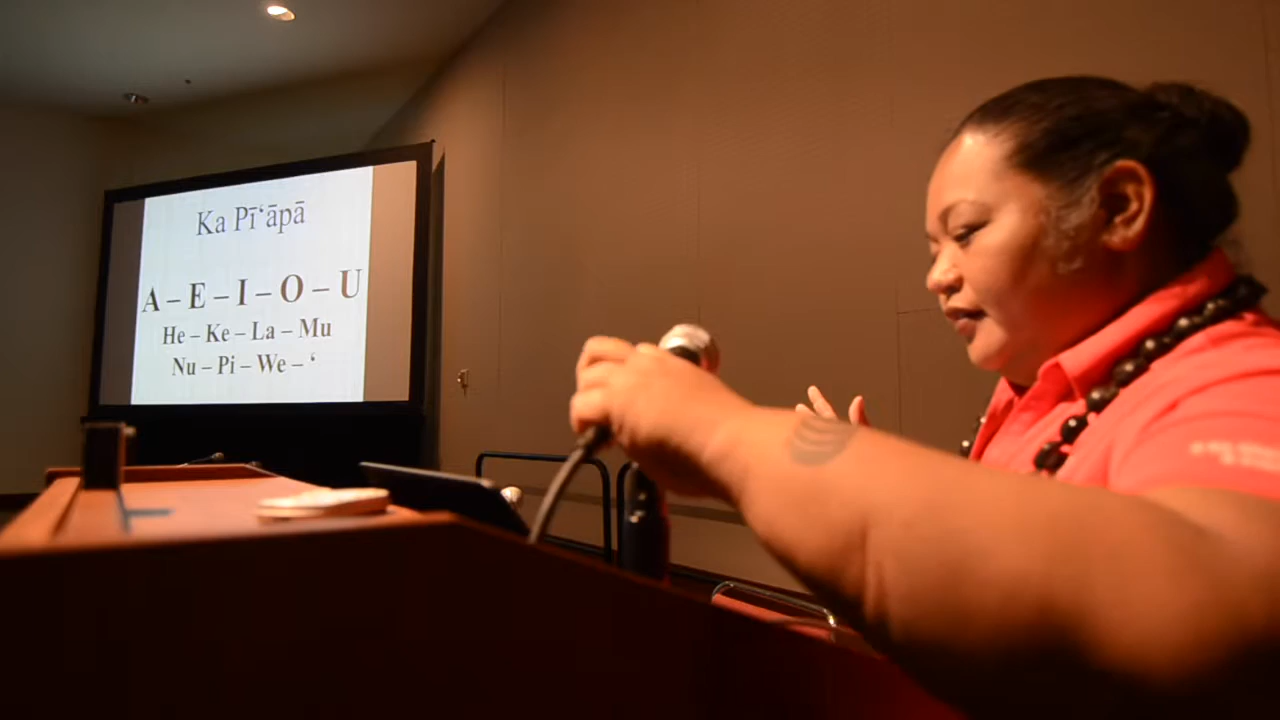 Ka Pīʻāpā
A – E – I – O – U
He – Ke – La – Mu
Nu – Pi – We – ʻ